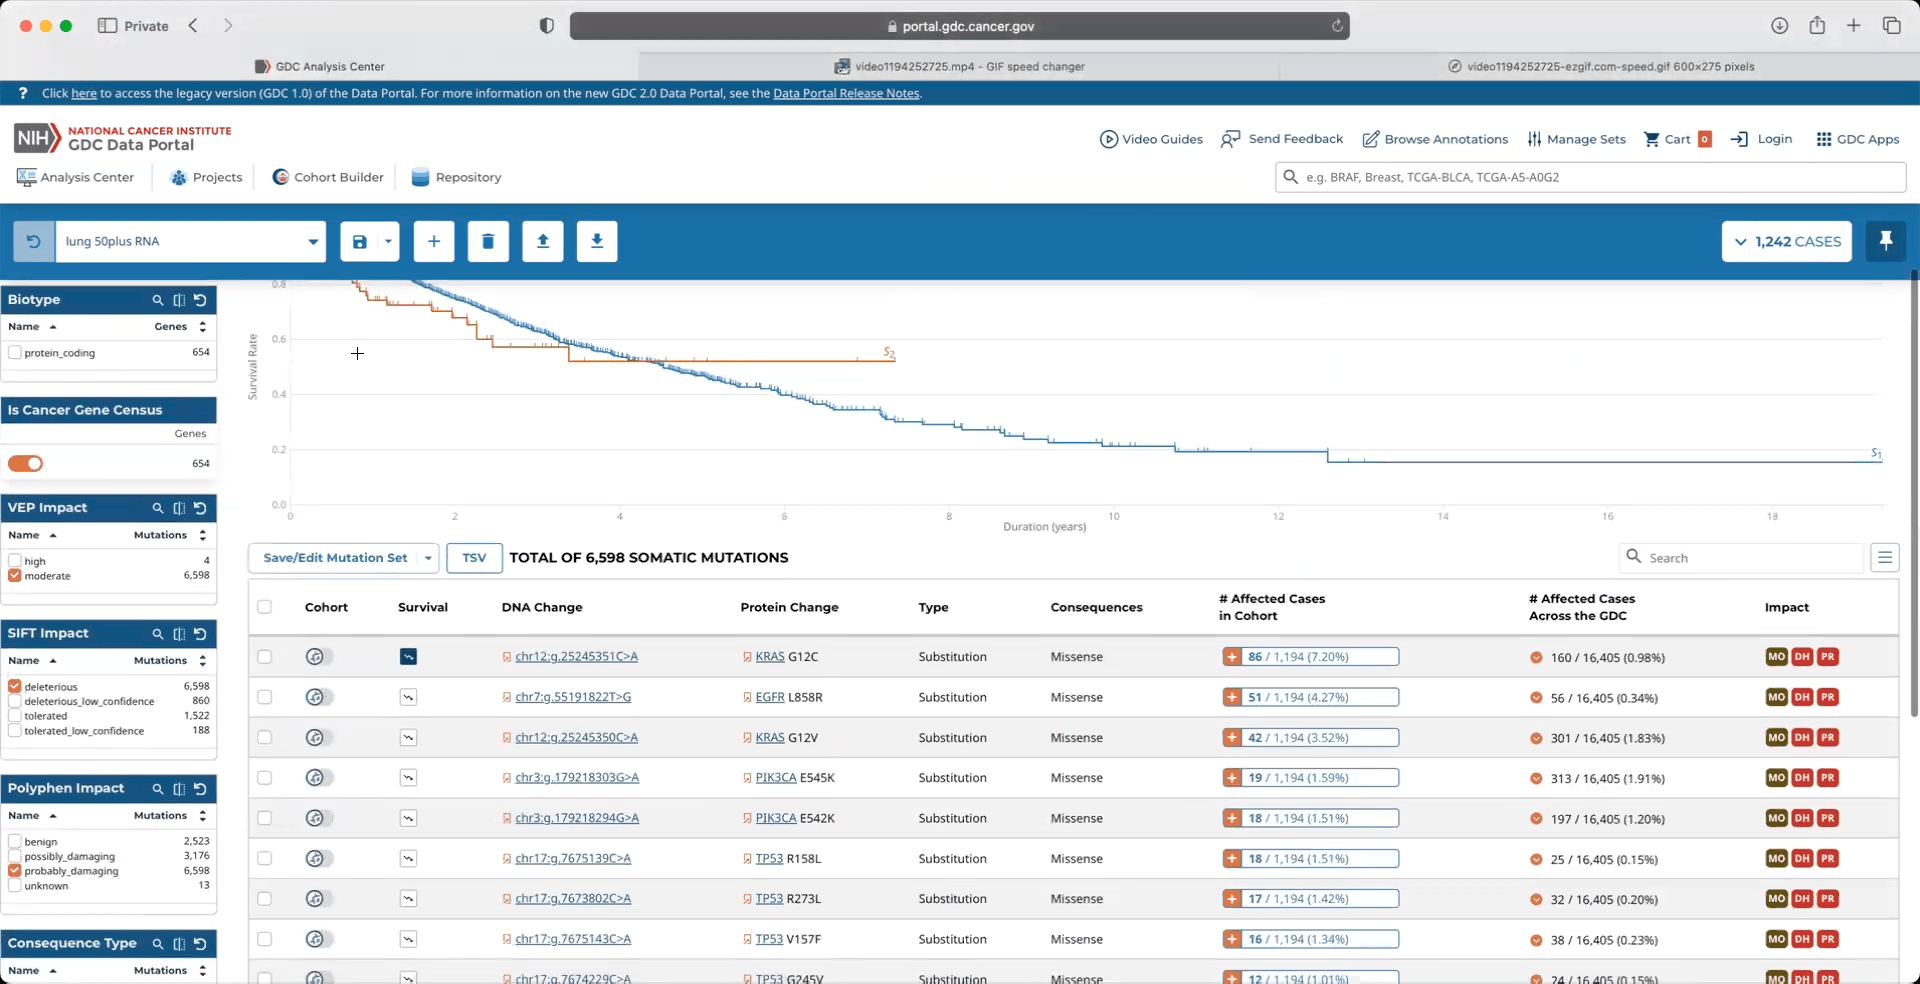 Private
portal.gdc.cancer.gov
GDC Analysis Center
video1194252725.mp4 - GIF speed changer
video1194252725-ezgif.com-speed.gif 600×275 pixels
? Click here to access the legacy version (GDC 1.0) of the Data Portal. For more information on the new GDC 2.0 Data Portal, see the Data Portal Release Notes.
NIH NATIONAL CANCER INSTITUTE
GDC Data Portal
Video Guides
Send Feedback
Browse Annotations
Manage Sets
Cart 0
Login
GDC Apps
Analysis Center
Projects
Cohort Builder
Repository
e.g. BRAF, Breast, TCGA-BLCA, TCGA-A5-A0G2
lung 50plus RNA
1,242 CASES
Biotype
Name Genes
protein_coding 654
Is Cancer Gene Census
Genes
654
VEP Impact
Name Mutations
high 4
moderate 6,598
SIFT Impact
Name Mutations
deleterious 6,598
deleterious_low_confidence 860
tolerated 1,522
tolerated_low_confidence 188
Polyphen Impact
Name Mutations
benign 2,523
possibly_damaging 3,176
probably_damaging 6,598
unknown 13
Consequence Type
Name Mutations
Survival Rate
0.8
0.6
0.4
0.2
0.0
S2
S1
0 2 4 6 8 10 12 14 16 18
Duration (years)
Save/Edit Mutation Set
TSV
TOTAL OF 6,598 SOMATIC MUTATIONS
Search
Cohort Survival DNA Change Protein Change Type Consequences # Affected Cases in Cohort # Affected Cases Across the GDC Impact
chr12:g.25245351C>A KRAS G12C Substitution Missense 86 / 1,194 (7.20%) 160 / 16,405 (0.98%) MO DH PR
chr7:g.55191822T>G EGFR L858R Substitution Missense 51 / 1,194 (4.27%) 56 / 16,405 (0.34%) MO DH PR
chr12:g.25245350C>A KRAS G12V Substitution Missense 42 / 1,194 (3.52%) 301 / 16,405 (1.83%) MO DH PR
chr3:g.179218303G>A PIK3CA E545K Substitution Missense 19 / 1,194 (1.59%) 313 / 16,405 (1.91%) MO DH PR
chr3:g.179218294G>A PIK3CA E542K Substitution Missense 18 / 1,194 (1.51%) 197 / 16,405 (1.20%) MO DH PR
chr17:g.7675139C>A TP53 R158L Substitution Missense 18 / 1,194 (1.51%) 25 / 16,405 (0.15%) MO DH PR
chr17:g.7673802C>A TP53 R273L Substitution Missense 17 / 1,194 (1.42%) 32 / 16,405 (0.20%) MO DH PR
chr17:g.7675143C>A TP53 V157F Substitution Missense 16 / 1,194 (1.34%) 38 / 16,405 (0.23%) MO DH PR
chr17:g.7674229C>A TP53 G245V Substitution Missense 12 / 1,194 (1.01%) 24 / 16,405 (0.15%) MO DH PR